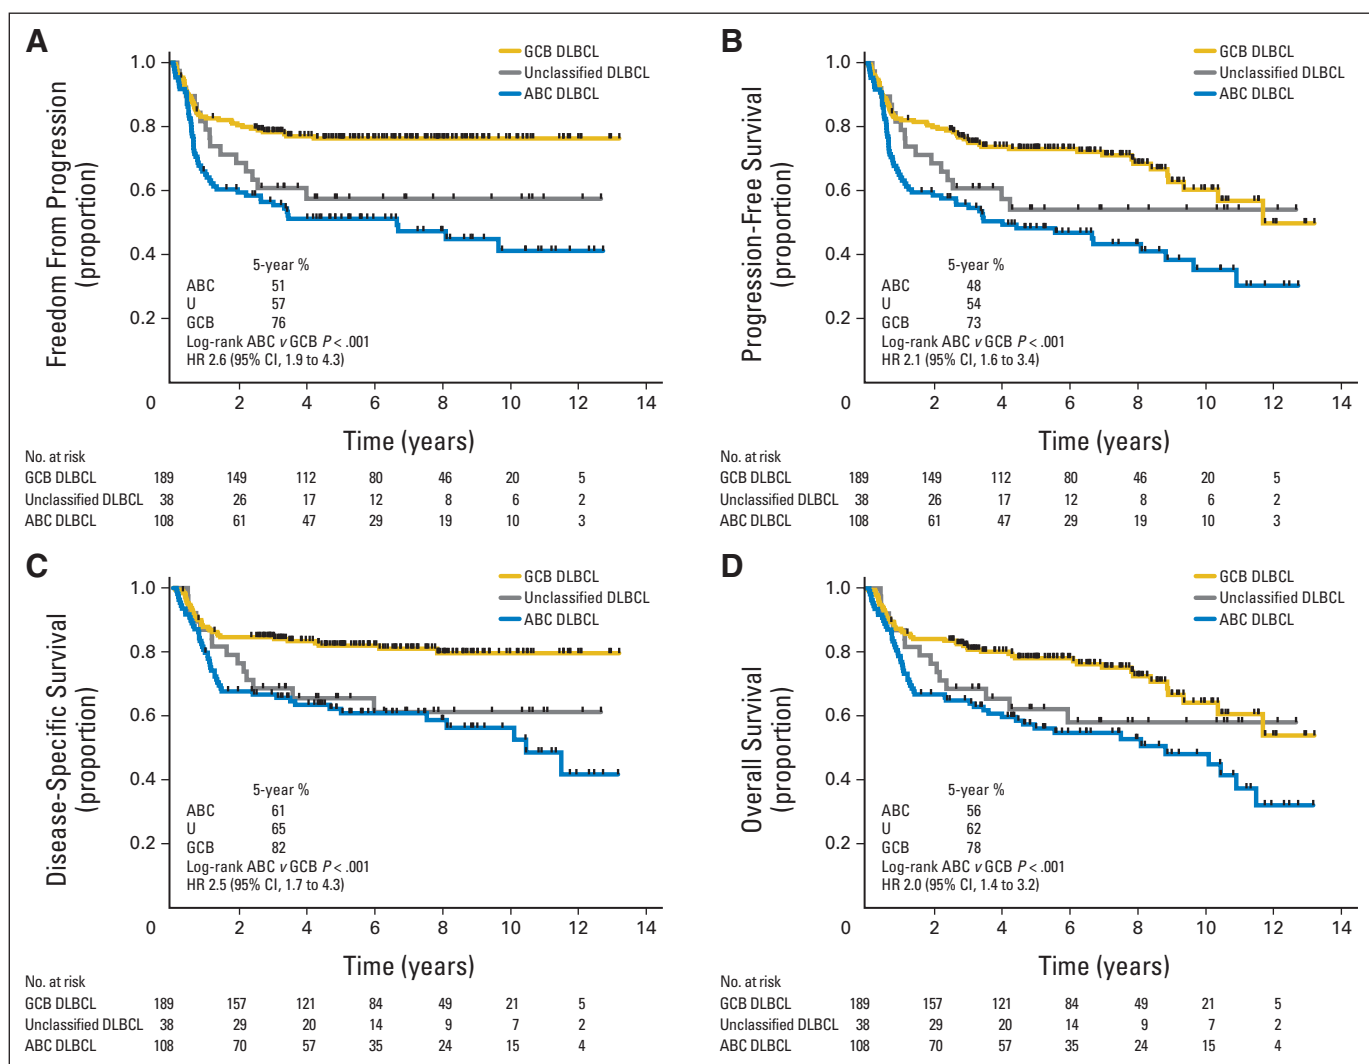 A
GCB DLBCL
Unclassified DLBCL
ABC DLBCL
Freedom From Progression
(proportion)
1.0
0.8
0.6
0.4
0.2
5-year %
ABC 51
U 57
GCB 76
Log-rank ABC v GCB P < .001
HR 2.6 (95% CI, 1.9 to 4.3)
0 2 4 6 8 10 12 14
Time (years)
No. at risk
GCB DLBCL 189 149 112 80 46 20 5
Unclassified DLBCL 38 26 17 12 8 6 2
ABC DLBCL 108 61 47 29 19 10 3
B
GCB DLBCL
Unclassified DLBCL
ABC DLBCL
Progression-Free Survival
(proportion)
1.0
0.8
0.6
0.4
0.2
5-year %
ABC 48
U 54
GCB 73
Log-rank ABC v GCB P < .001
HR 2.1 (95% CI, 1.6 to 3.4)
0 2 4 6 8 10 12 14
Time (years)
No. at risk
GCB DLBCL 189 149 112 80 46 20 5
Unclassified DLBCL 38 26 17 12 8 6 2
ABC DLBCL 108 61 47 29 19 10 3
C
GCB DLBCL
Unclassified DLBCL
ABC DLBCL
Disease-Specific Survival
(proportion)
1.0
0.8
0.6
0.4
0.2
5-year %
ABC 61
U 65
GCB 82
Log-rank ABC v GCB P < .001
HR 2.5 (95% CI, 1.7 to 4.3)
0 2 4 6 8 10 12 14
Time (years)
No. at risk
GCB DLBCL 189 157 121 84 49 21 5
Unclassified DLBCL 38 29 20 14 9 7 2
ABC DLBCL 108 70 57 35 24 15 4
D
GCB DLBCL
Unclassified DLBCL
ABC DLBCL
Overall Survival
(proportion)
1.0
0.8
0.6
0.4
0.2
5-year %
ABC 56
U 62
GCB 78
Log-rank ABC v GCB P < .001
HR 2.0 (95% CI, 1.4 to 3.2)
0 2 4 6 8 10 12 14
Time (years)
No. at risk
GCB DLBCL 189 157 121 84 49 21 5
Unclassified DLBCL 38 29 20 14 9 7 2
ABC DLBCL 108 70 57 35 24 15 4